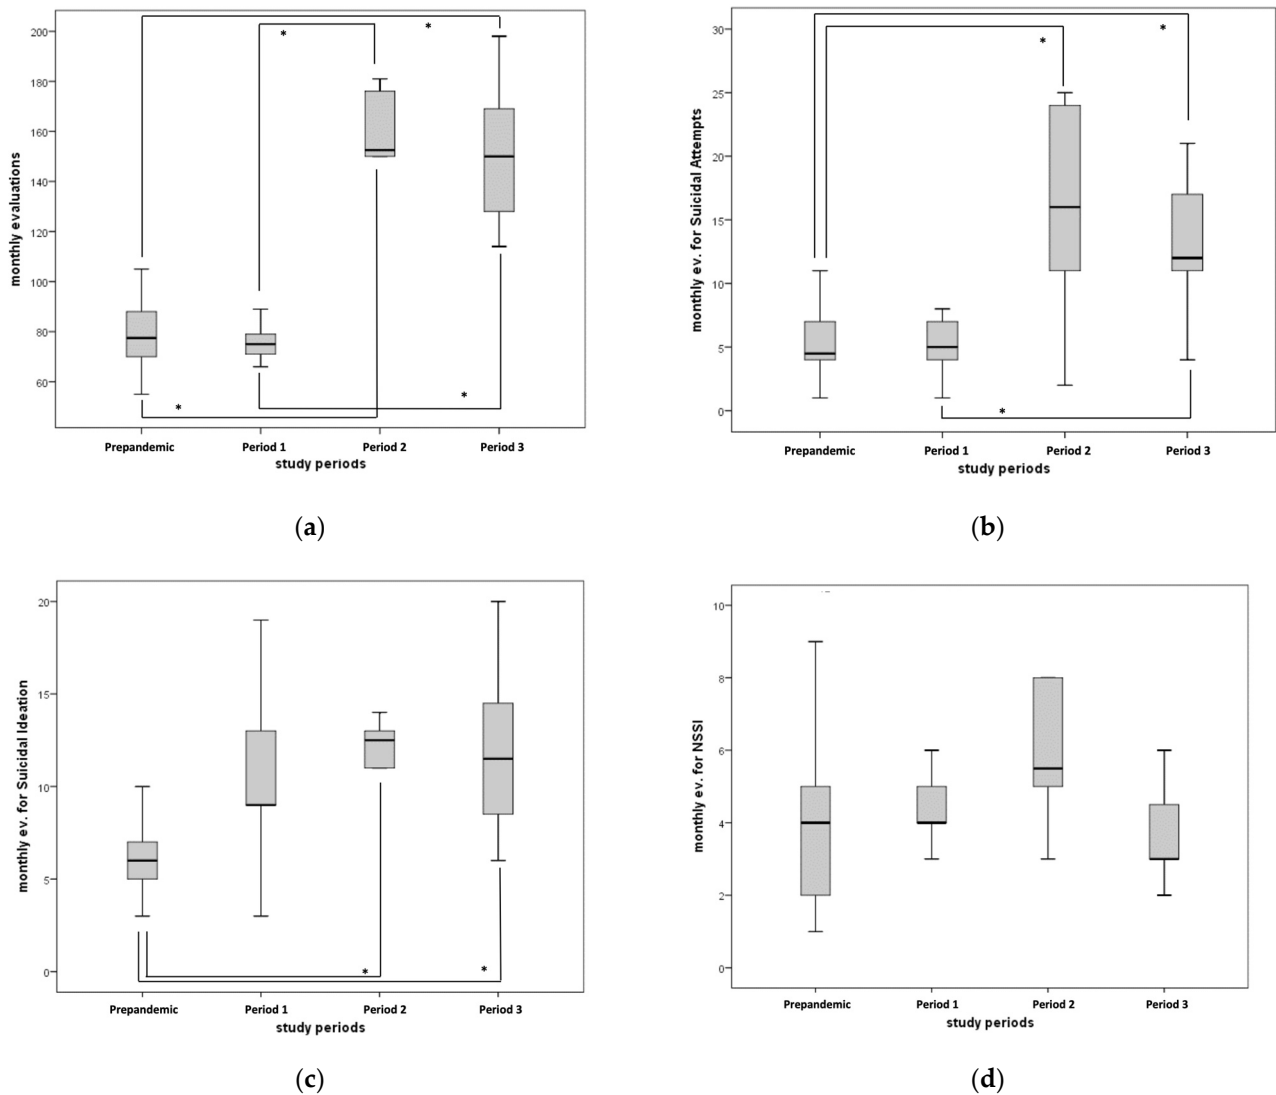 monthly evaluations
200
180
160
140
120
100
80
60
*
*
*
*
Prepandemic Period 1 Period 2 Period 3
study periods
(a)
monthly ev. for Suicidal Attempts
30
25
20
15
10
5
0
*
*
*
Prepandemic Period 1 Period 2 Period 3
study periods
(b)
monthly ev. for Suicidal Ideation
20
15
10
5
0
*
*
Prepandemic Period 1 Period 2 Period 3
study periods
(c)
monthly ev. for NSSI
10
8
6
4
2
0
Prepandemic Period 1 Period 2 Period 3
study periods
(d)